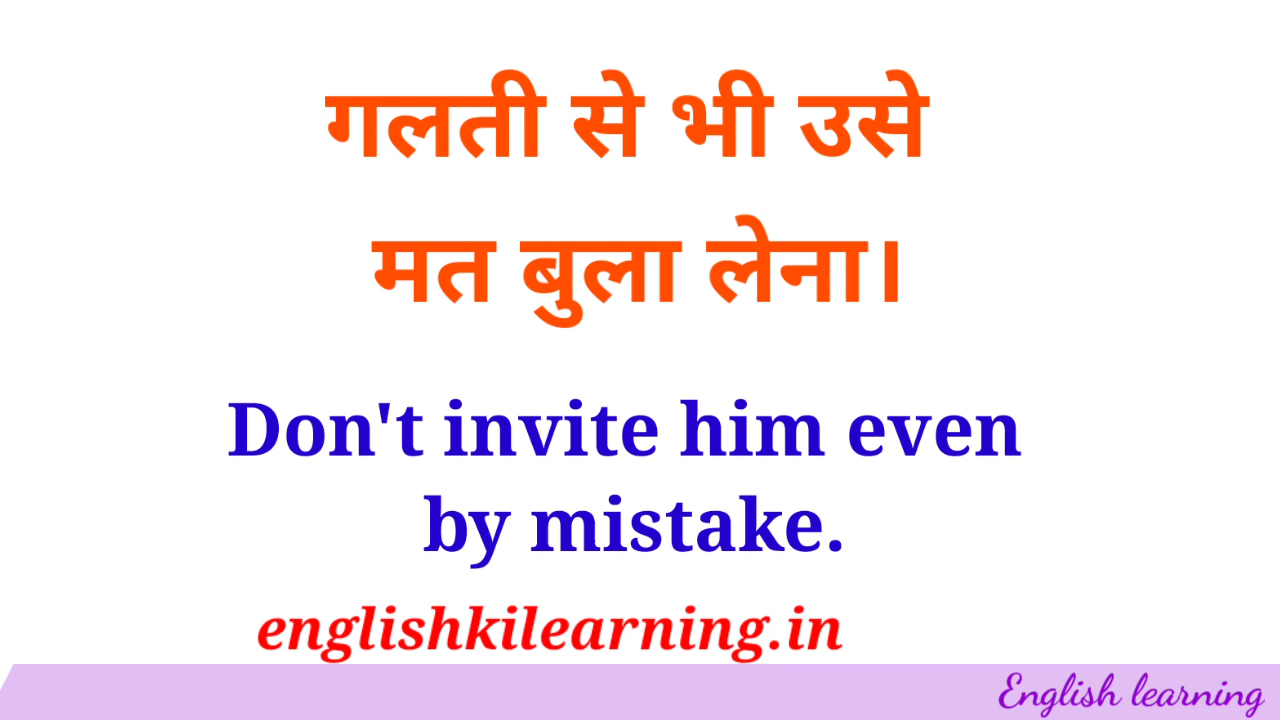 गलती से भी उसे
मत बुला लेना।
Don't invite him even
by mistake.
englishkilearning.in
English learning